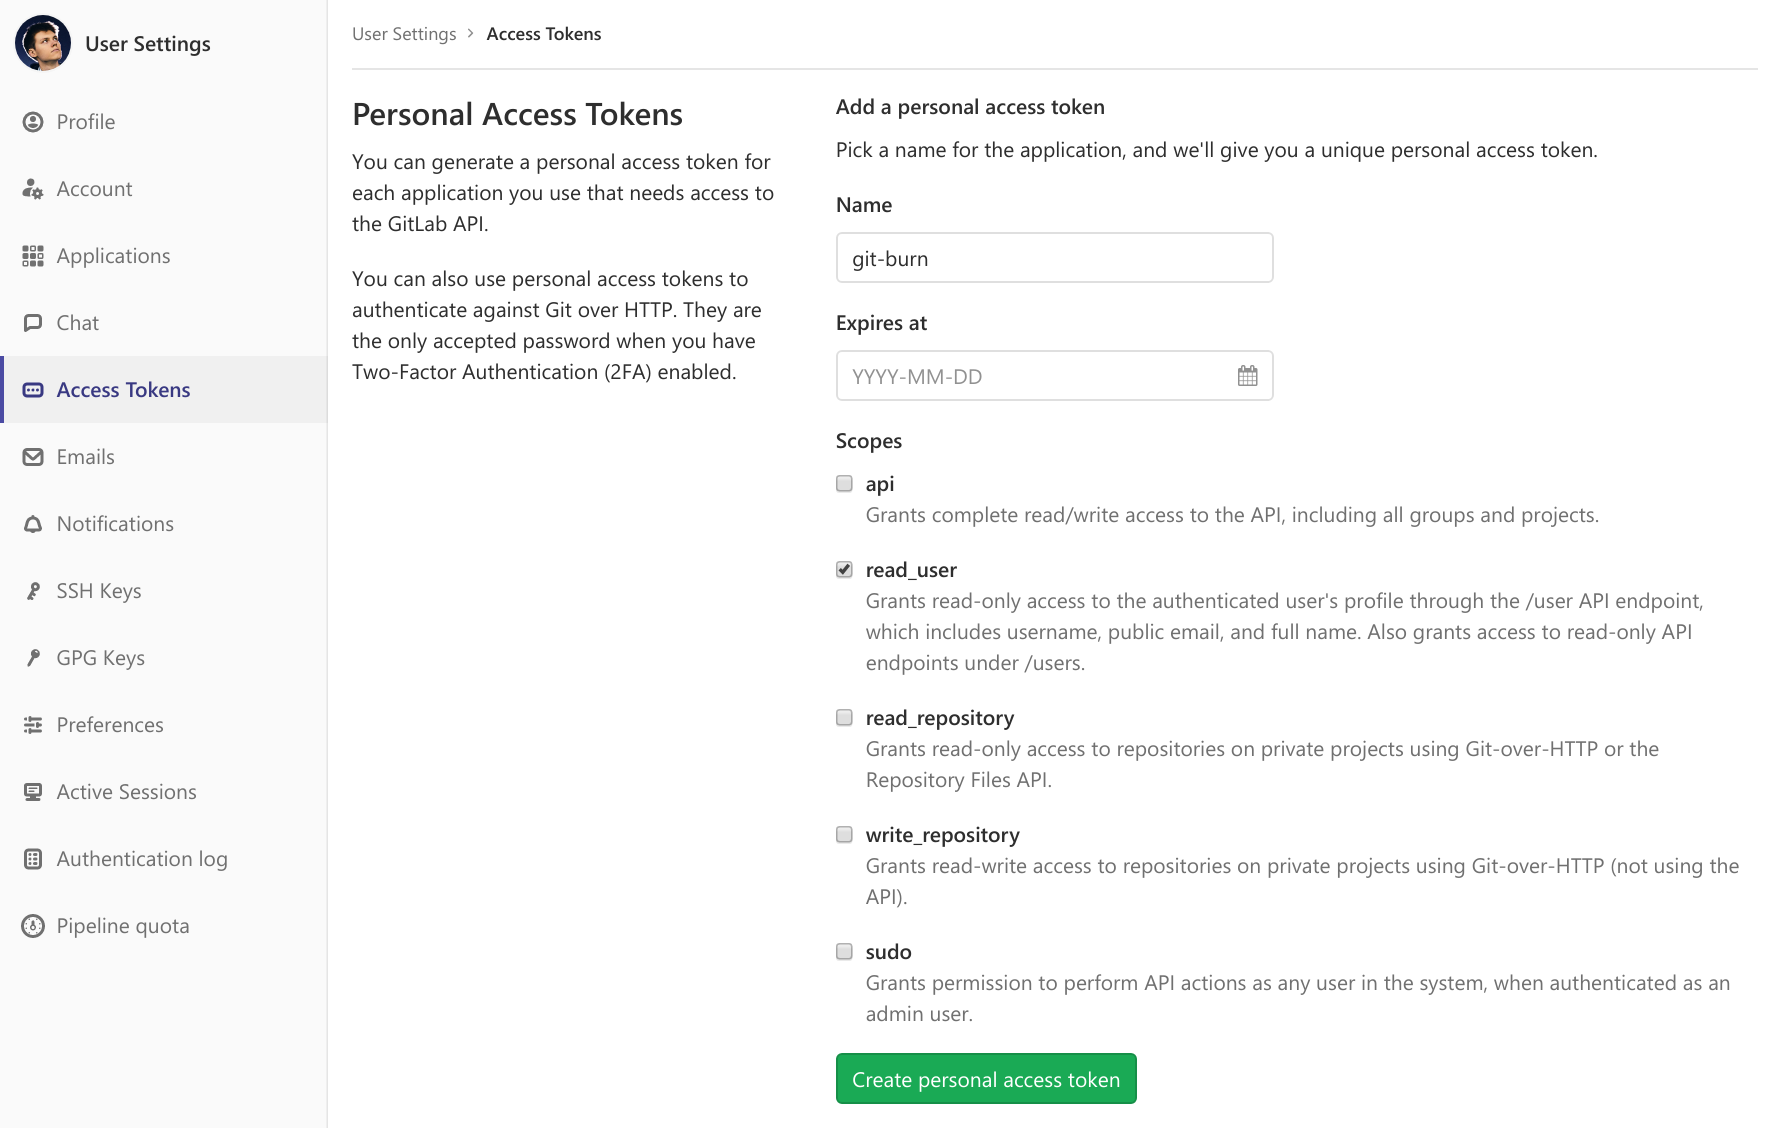 User Settings
Profile
Account
Applications
Chat
Access Tokens
Emails
Notifications
SSH Keys
GPG Keys
Preferences
Active Sessions
Authentication log
Pipeline quota
User Settings > Access Tokens
Personal Access Tokens
You can generate a personal access token for
each application you use that needs access to
the GitLab API.
You can also use personal access tokens to
authenticate against Git over HTTP. They are
the only accepted password when you have
Two-Factor Authentication (2FA) enabled.
Add a personal access token
Pick a name for the application, and we'll give you a unique personal access token.
Name
git-burn
Expires at
YYYY-MM-DD
Scopes
api
Grants complete read/write access to the API, including all groups and projects.
read_user
Grants read-only access to the authenticated user's profile through the /user API endpoint,
which includes username, public email, and full name. Also grants access to read-only API
endpoints under /users.
read_repository
Grants read-only access to repositories on private projects using Git-over-HTTP or the
Repository Files API.
write_repository
Grants read-write access to repositories on private projects using Git-over-HTTP (not using the
API).
sudo
Grants permission to perform API actions as any user in the system, when authenticated as an
admin user.
Create personal access token